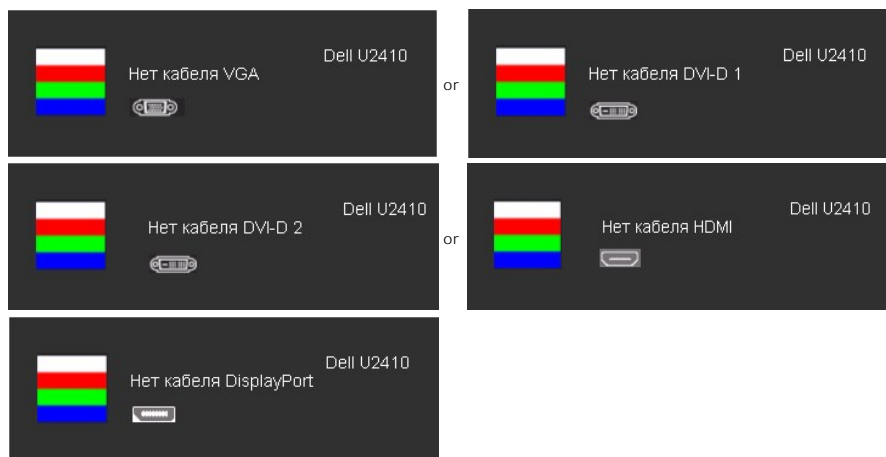 Dell U2410
Нет кабеля VGA
or
Dell U2410
Нет кабеля DVI-D 1
Dell U2410
Нет кабеля DVI-D 2
or
Dell U2410
Нет кабеля HDMI
Dell U2410
Нет кабеля DisplayPort